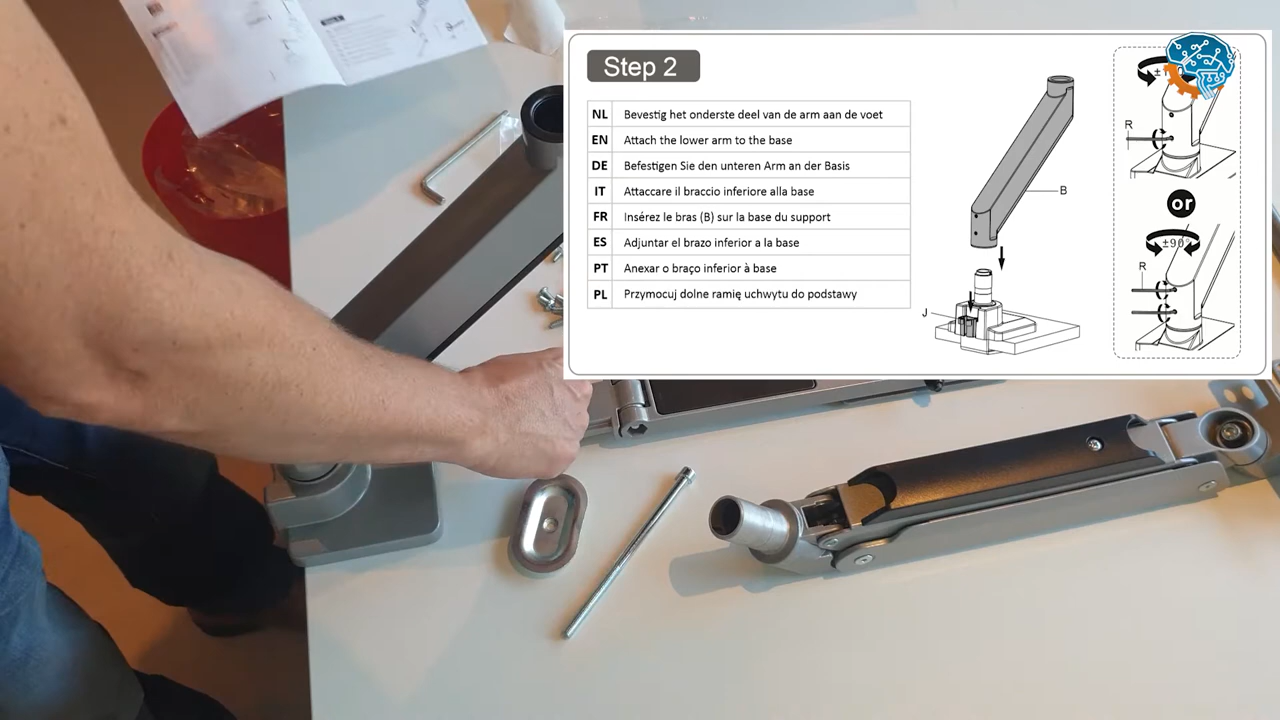 Step 2
NL Bevestig het onderste deel van de arm aan de voet
EN Attach the lower arm to the base
DE Befestigen Sie den unteren Arm an der Basis
IT Attaccare il braccio inferiore alla base
FR Insérez le bras (B) sur la base du support
ES Adjuntar el brazo inferior a la base
PT Anexar o braço inferior à base
PL Przymocuj dolne ramię uchwytu do podstawy
B
J
R
or
±90°
R